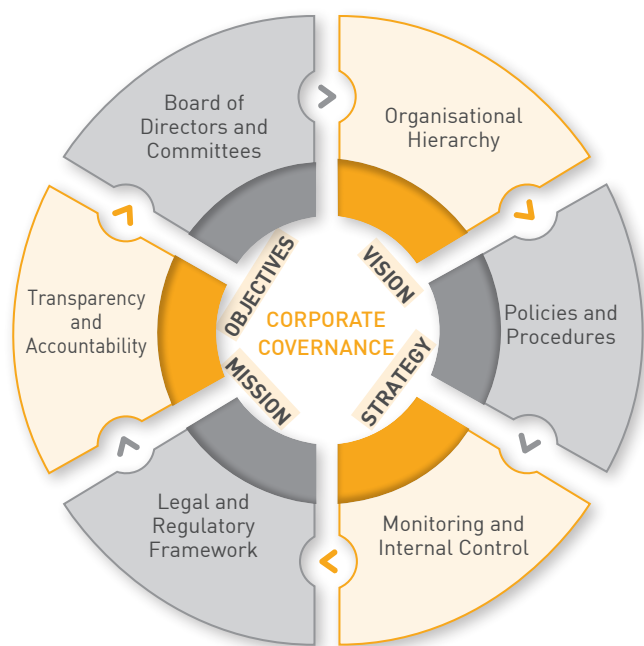 Board of
Directors and
Committees
Organisational
Hierarchy
Policies and
Procedures
Monitoring and
Internal Control
Legal and
Regulatory
Framework
Transparency
and
Accountability
OBJECTIVES
VISION
CORPORATE
COVERNANCE
MISSION
STRATEGY